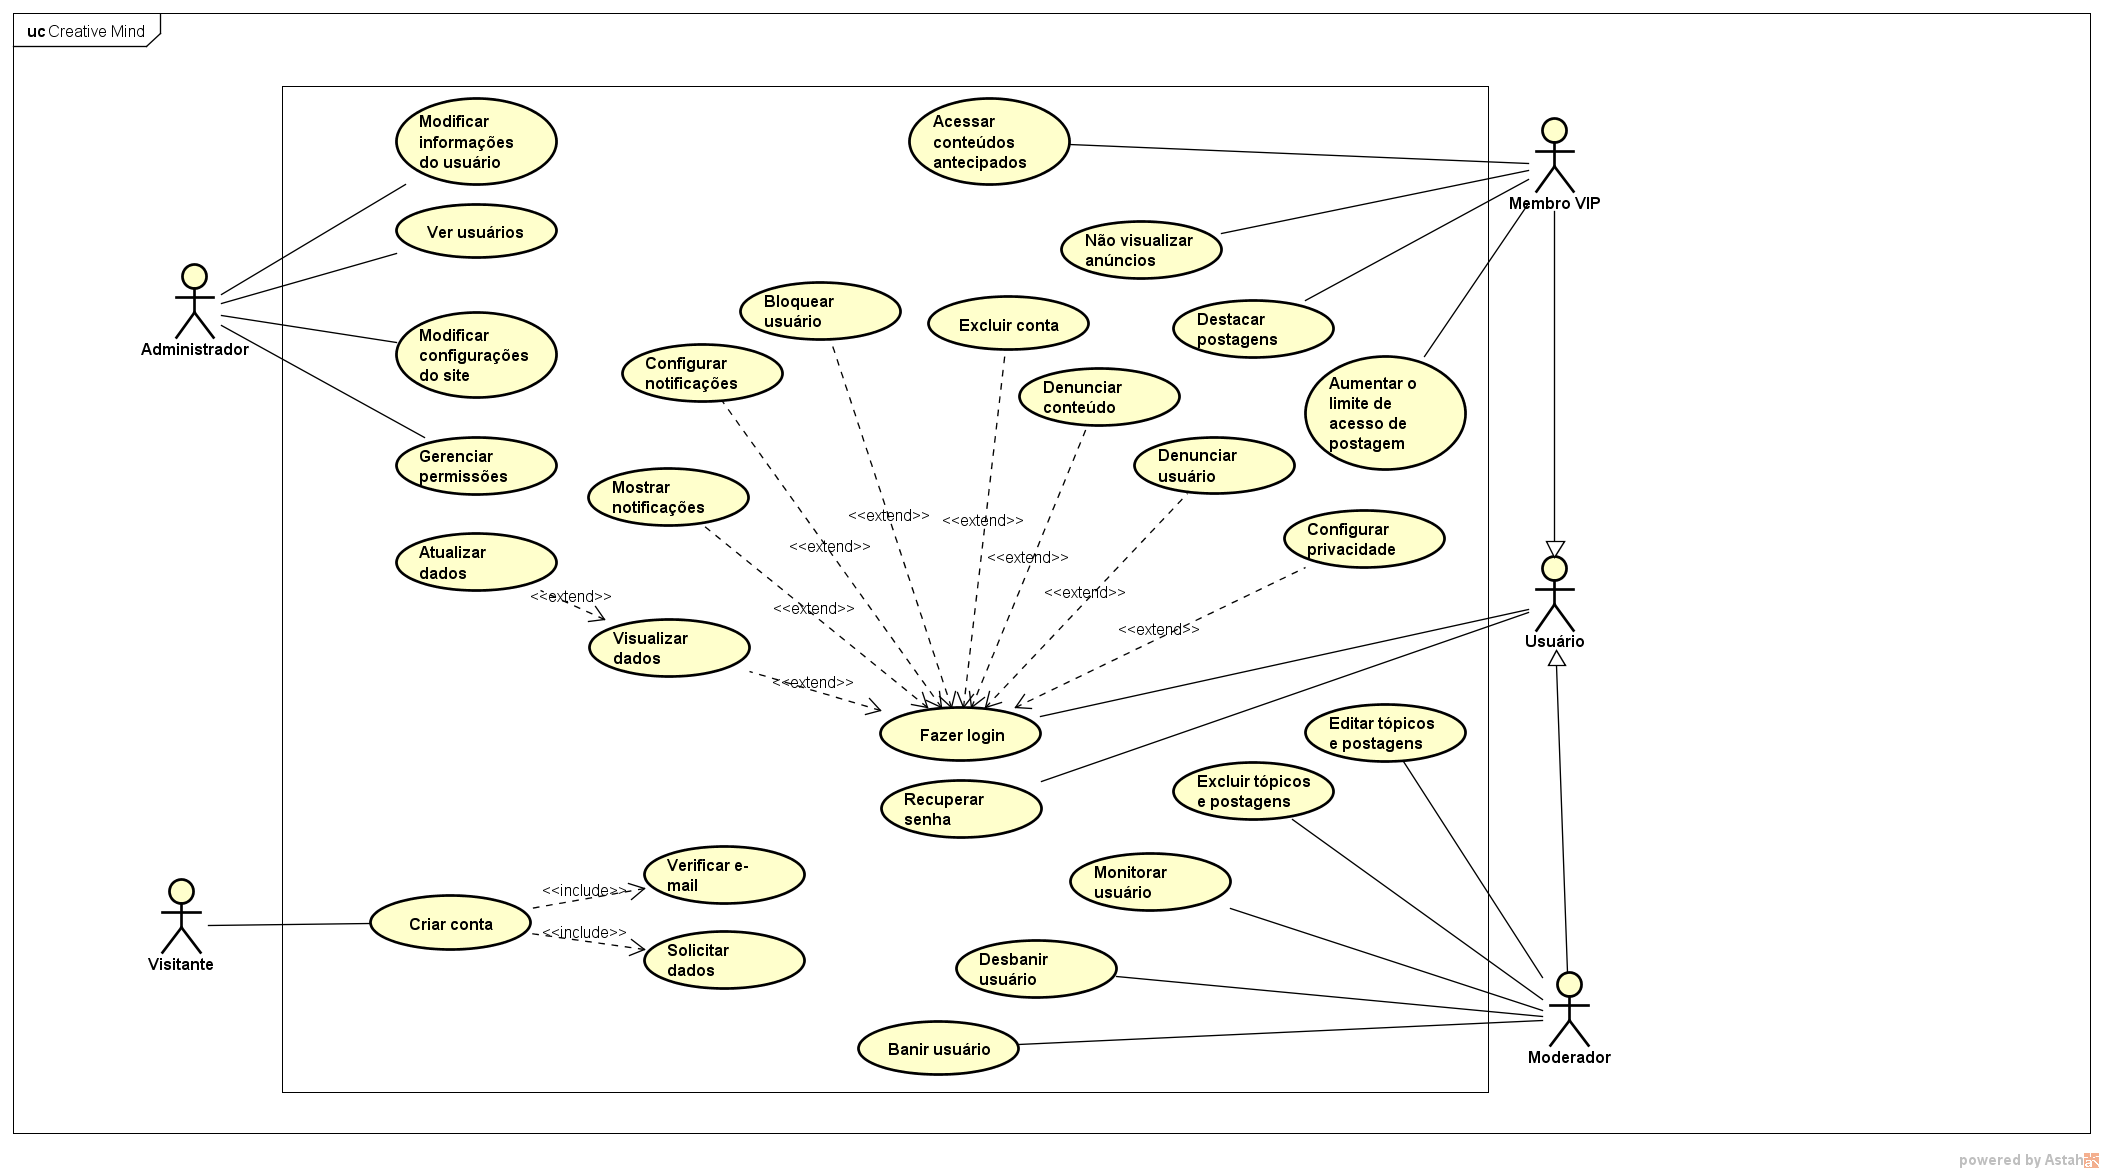 uc Creative Mind
Modificar
informações
do usuário
Acessar
conteúdos
antecipados
Membro VIP
Ver usuários
Não visualizar
anúncios
Administrador
Bloquear
usuário
Excluir conta
Destacar
postagens
Modificar
configurações
do site
Configurar
notificações
Denunciar
conteúdo
Aumentar o
limite de
acesso de
postagem
Gerenciar
permissões
Denunciar
usuário
Mostrar
notificações
<<extend>>
<<extend>>
<<extend>>
<<extend>>
Configurar
privacidade
Atualizar
dados
<<extend>>
<<extend>>
<<extend>>
<<extend>>
Visualizar
dados
<<extend>>
Usuário
Fazer login
Editar tópicos
e postagens
Recuperar
senha
Excluir tópicos
e postagens
Verificar e-
mail
<<include>>
Monitorar
usuário
Criar conta
<<include>>
Solicitar
dados
Visitante
Desbanir
usuário
Banir usuário
Moderador
powered by Astah